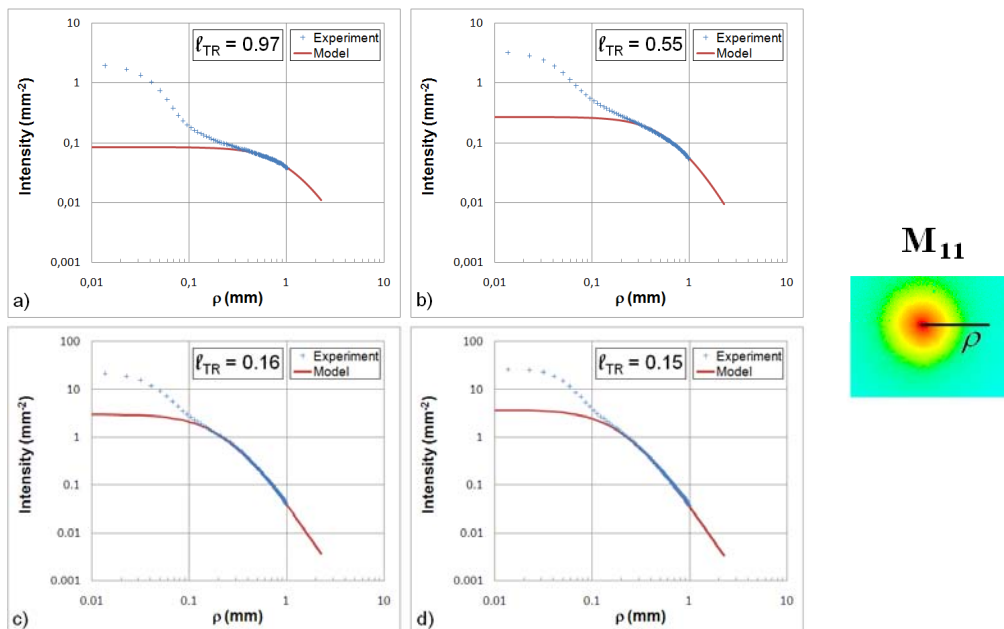 10
1
0,1
0,01
0,001
Intensity (mm⁻²)
ℓTR = 0.97
Experiment
Model
0,01
0,1
1
10
ρ (mm)
a)
10
1
0,1
0,01
0,001
Intensity (mm⁻²)
ℓTR = 0.55
Experiment
Model
0,01
0,1
1
10
ρ (mm)
b)
100
10
1
0.1
0.01
0.001
Intensity (mm⁻²)
ℓTR = 0.16
Experiment
Model
0.01
0.1
1
10
ρ (mm)
c)
100
10
1
0.1
0.01
0.001
Intensity (mm⁻²)
ℓTR = 0.15
Experiment
Model
0.01
0.1
1
10
ρ (mm)
d)
M₁₁
ρ